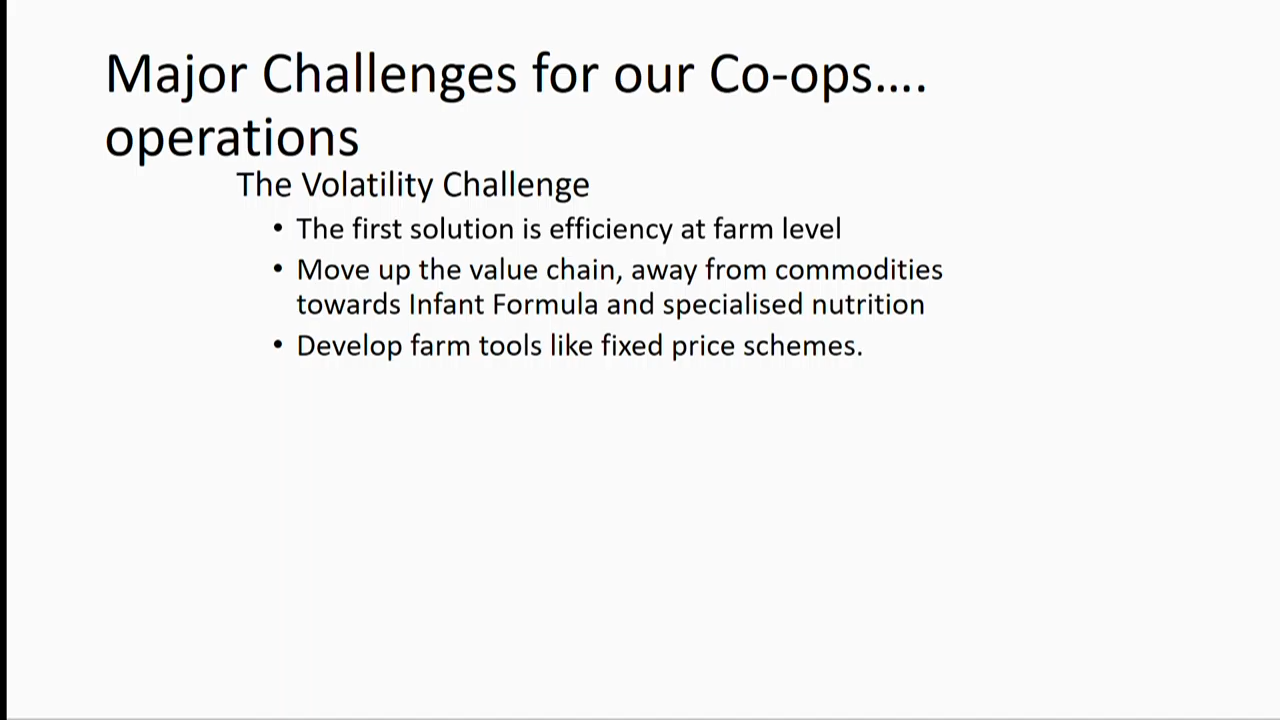 Major Challenges for our Co-ops....
operations
The Volatility Challenge
• The first solution is efficiency at farm level
• Move up the value chain, away from commodities
towards Infant Formula and specialised nutrition
• Develop farm tools like fixed price schemes.